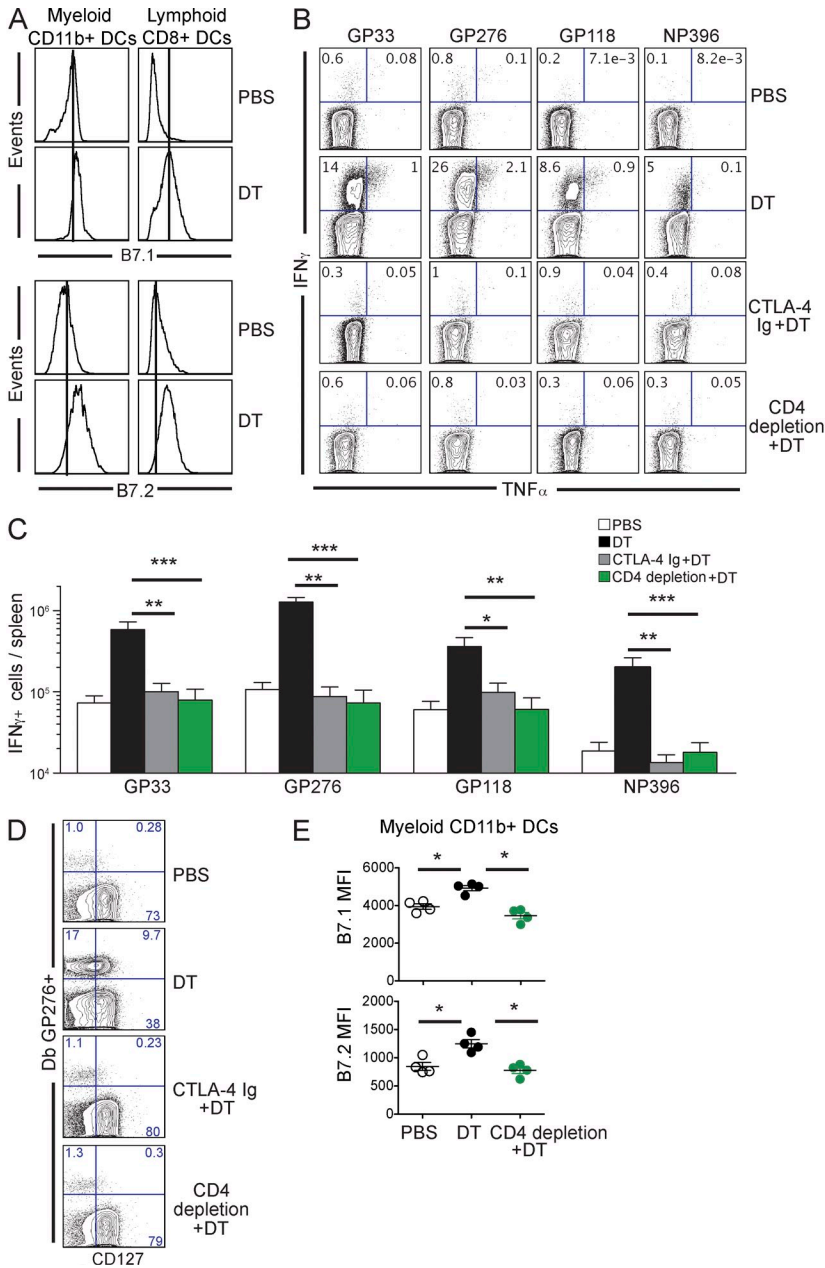 A
Myeloid
CD11b+ DCs
Lymphoid
CD8+ DCs
Events
PBS
DT
B7.1
Events
PBS
DT
B7.2
B
GP33 GP276 GP118 NP396
0.6 0.08 0.8 0.1 0.2 7.1e-3 0.1 8.2e-3
PBS
14 1 26 2.1 8.6 0.9 5 0.1
DT
0.3 0.05 1 0.1 0.9 0.04 0.4 0.08
CTLA-4
Ig +DT
0.6 0.06 0.8 0.03 0.3 0.06 0.3 0.05
CD4
depletion
+DT
IFNγ
TNFα
C
PBS
DT
CTLA-4 Ig+DT
CD4 depletion+DT
*** *** ** ***
** ** * **
IFNγ+ cells / spleen
10^6
10^5
10^4
GP33 GP276 GP118 NP396
D
1.0 0.28
73
PBS
17 9.7
38
DT
1.1 0.23
80
CTLA-4 Ig
+DT
1.3 0.3
79
CD4
depletion
+DT
Db GP276+
CD127
E
Myeloid CD11b+ DCs
B7.1 MFI
6000
4000
2000
0
* *
B7.2 MFI
2000
1500
1000
500
0
* *
PBS DT CD4 depletion
+DT